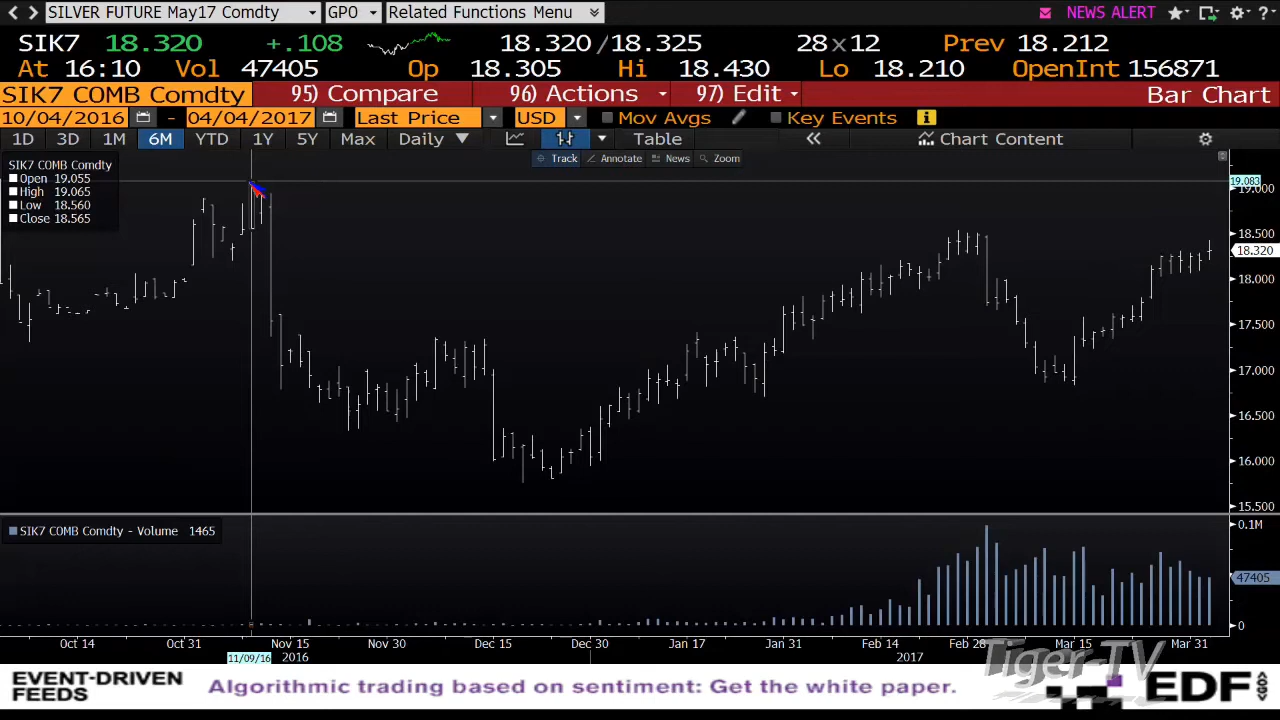 SILVER FUTURE May17 Comdty GPO Related Functions Menu NEWS ALERT ?
SIK7 18.320 +.108 18.320/18.325 28x12 Prev 18.212
At 16:10 Vol 47405 Op 18.305 Hi 18.430 Lo 18.210 OpenInt 156871
SIK7 COMB Comdty 95) Compare 96) Actions 97) Edit Bar Chart
10/04/2016 - 04/04/2017 Last Price USD Mov Avgs Key Events i
1D 3D 1M 6M YTD 1Y 5Y Max Daily Table Chart Content
Track Annotate News Zoom
SIK7 COMB Comdty
Open 19.055
High 19.065
Low 18.560
Close 18.565
19.083
19.000
18.500
18.320
18.000
17.500
17.000
16.500
16.000
15.500
SIK7 COMB Comdty - Volume 1465
0.1M
47405
0
Oct 14 Oct 31 Nov 15 Nov 30 Dec 15 Dec 30 Jan 17 Jan 31 Feb 14 Feb 28 Mar 15 Mar 31
11/09/16 2016 2017
Tiger-TV
EVENT-DRIVEN
FEEDS
Algorithmic trading based on sentiment: Get the white paper.
EDF